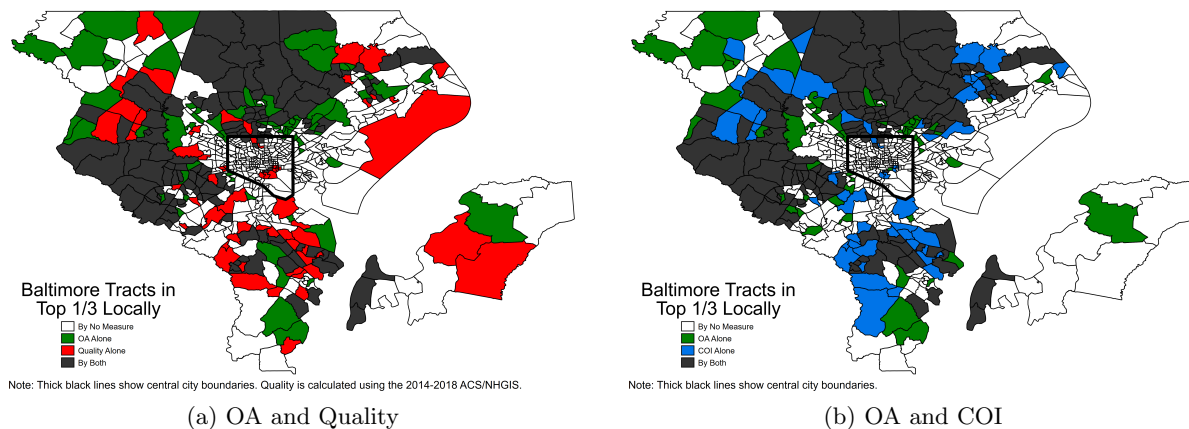 Baltimore Tracts in
Top 1/3 Locally
By No Measure
OA Alone
Quality Alone
By Both
Note: Thick black lines show central city boundaries. Quality is calculated using the 2014-2018 ACS/NHGIS.
(a) OA and Quality
Baltimore Tracts in
Top 1/3 Locally
By No Measure
OA Alone
COI Alone
By Both
Note: Thick black lines show central city boundaries.
(b) OA and COI